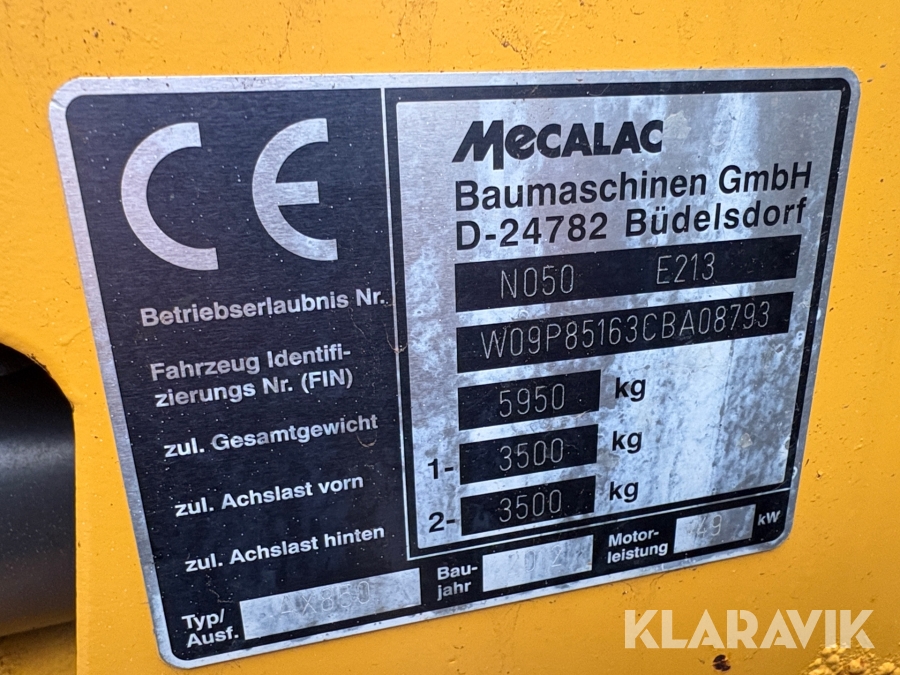 CE
MECALAC
Baumaschinen GmbH
D-24782 Büdelsdorf
Betriebserlaubnis Nr. N050 E213
Fahrzeug Identifi-
zierungs Nr. (FIN) W09P85163CBA08793
zul. Gesamtgewicht 5950 kg
zul. Achslast vorn 1- 3500 kg
zul. Achslast hinten 2- 3500 kg
Typ/
Ausf. AX850
Bau-
jahr
Motor-
leistung 49 kW
KLARAVIK